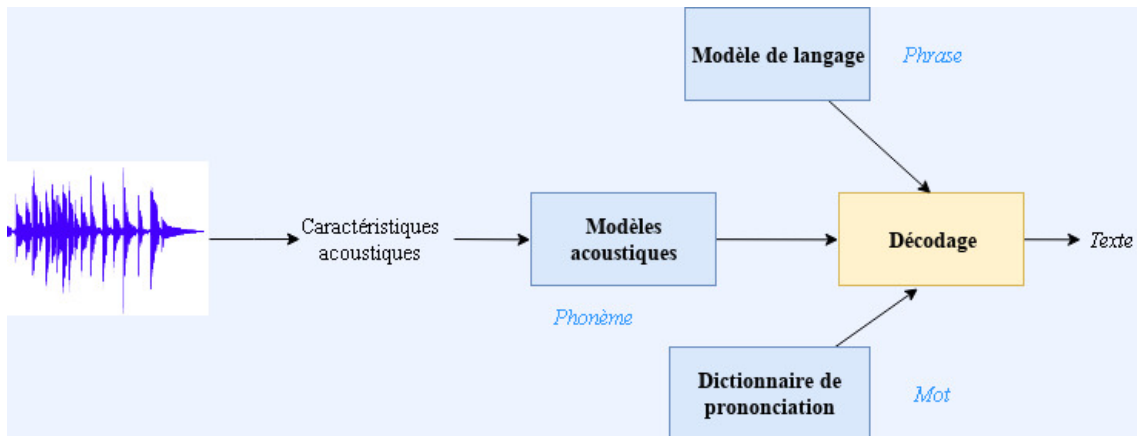 Modèle de langage
Phrase
Caractéristiques
acoustiques
Modèles
acoustiques
Phonème
Décodage
Texte
Dictionnaire de
prononciation
Mot